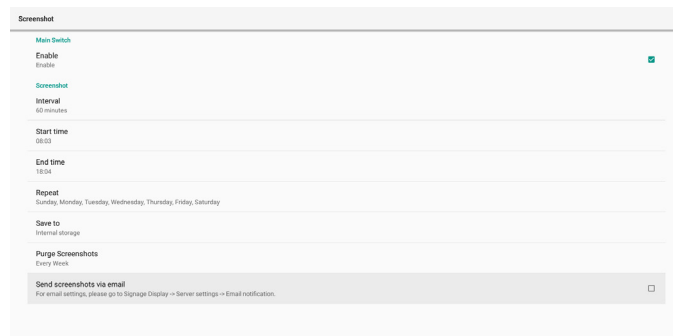 Screenshot
Main Switch
Enable
Enable
Screenshot
Interval
60 minutes
Start time
08:03
End time
18:04
Repeat
Sunday, Monday, Tuesday, Wednesday, Thursday, Friday, Saturday
Save to
Internal storage
Purge Screenshots
Every Week
Send screenshots via email
For email settings, please go to Signage Display -> Server settings -> Email notification.